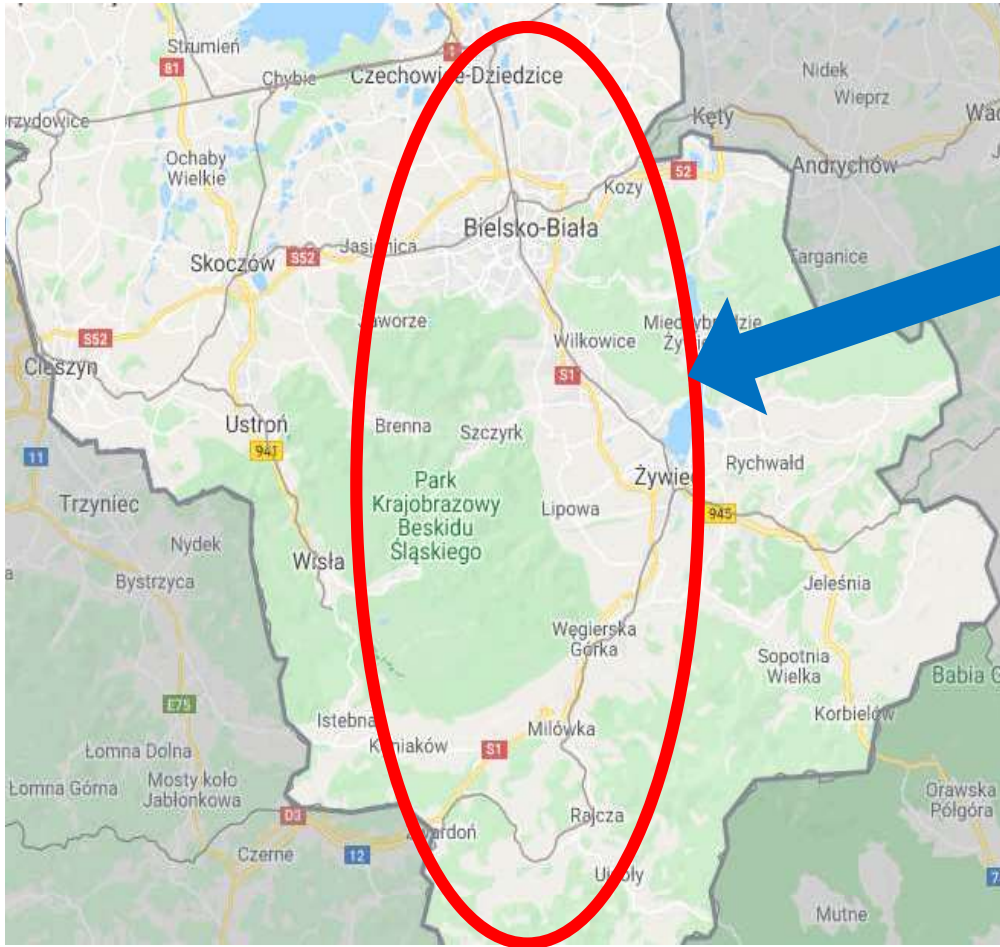 Strumień
81
1
Chybie
Czechowice-Dziedzice
Nidek
Wieprz
Kęty
Ochaby
Wielkie
52
Andrychów
Kozy
Bielsko-Biała
Jasienica
S52
Skoczów
Targanice
Jaworze
S52
Wilkowice
Cieszyn
S1
Ustroń
941
Brenna
Szczyrk
11
Rychwałd
Żywiec
Park
Krajobrazowy
Beskidu
Śląskiego
Trzyniec
Lipowa
945
Nydek
Wisła
Bystrzyca
Jeleśnia
Węgierska
Górka
Sopotnia
Wielka
Babia G
E75
Istebna
Korbielów
Milówka
Koniaków
S1
Łomna Dolna
Łomna Górna
Mosty koło
Jabłonkowa
Orawska
Półgóra
D3
Rajcza
Zwardoń
Czerne
12
Ujsoły
Mutne